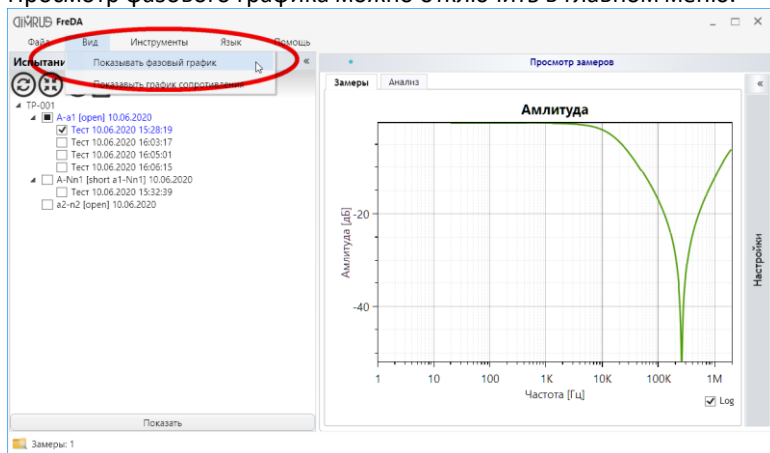 Просмотр фазового графика можно отключить в главном меню:
DIMRUS FreDA
Файл Вид Инструменты Язык Помощь
Испытани
Показывать фазовый график
Показавыть график сопротивления
«
Просмотр замеров
Замеры Анализ
«
TP-001
A-a1 [open] 10.06.2020
Тест 10.06.2020 15:28:19
Тест 10.06.2020 16:03:17
Тест 10.06.2020 16:05:01
Тест 10.06.2020 16:06:15
A-Nn1 [short a1-Nn1] 10.06.2020
Тест 10.06.2020 15:32:39
a2-n2 [open] 10.06.2020
Амлитуда
Амлитуда [дБ]
-20
-40
1 10 100 1K 10K 100K 1M
Частота [Гц]
Log
Настройки
Показать
Замеры: 1